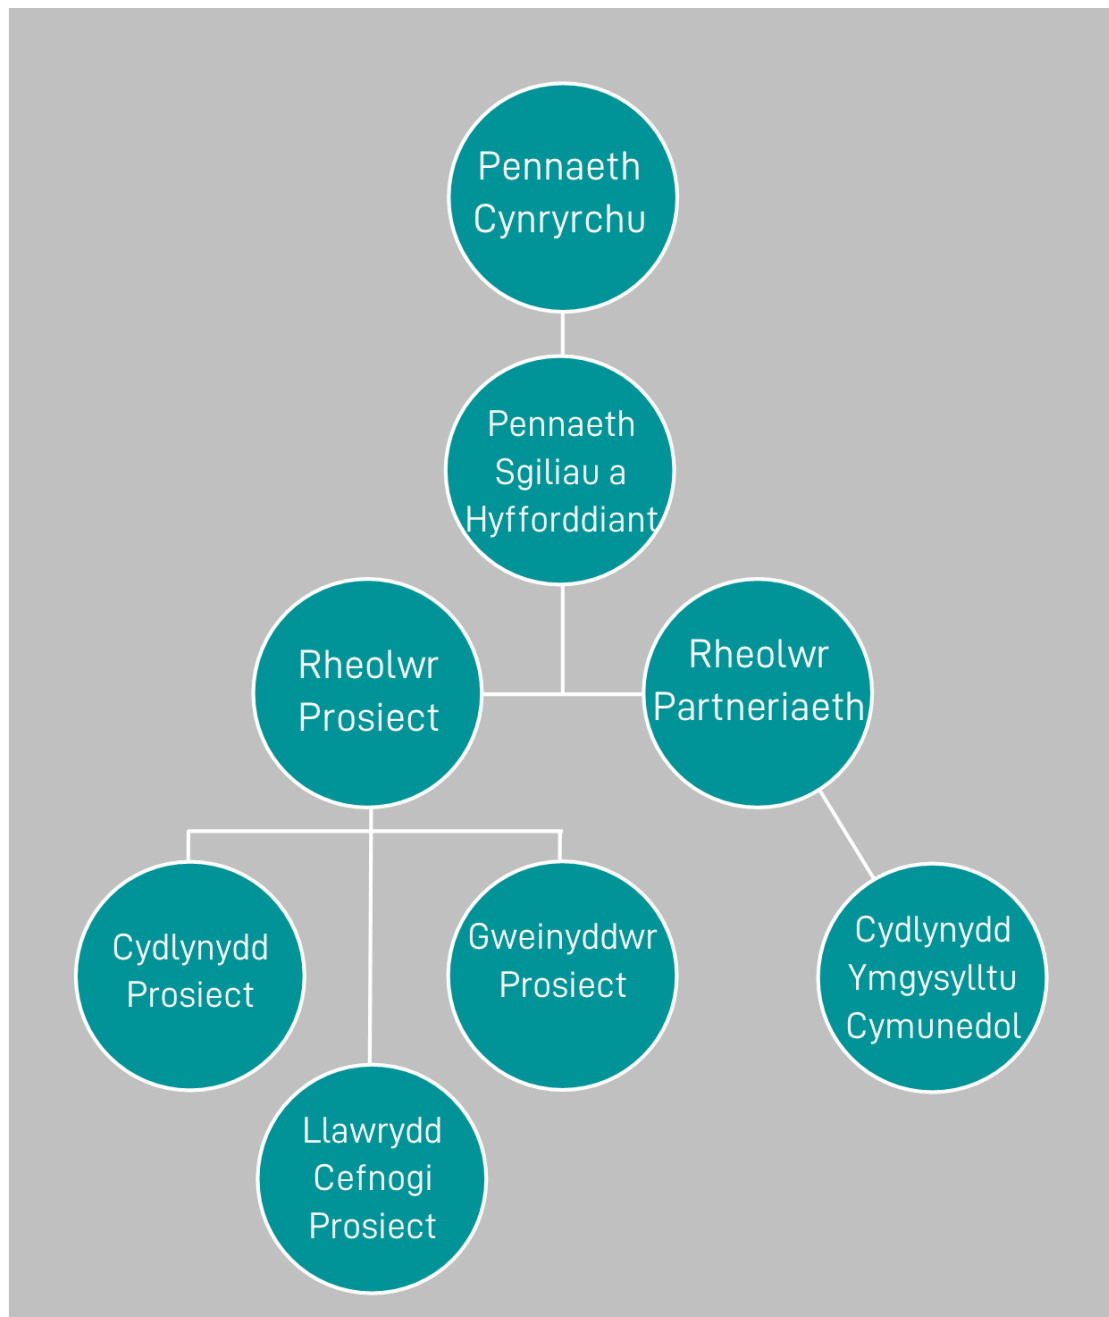 Pennaeth
Cynryrchu
Pennaeth
Sgiliau a
Hyfforddiant
Rheolwr
Prosiect
Rheolwr
Partneriaeth
Cydlynydd
Prosiect
Gweinyddwr
Prosiect
Cydlynydd
Ymgysylltu
Cymunedol
Llawrydd
Cefnogi
Prosiect